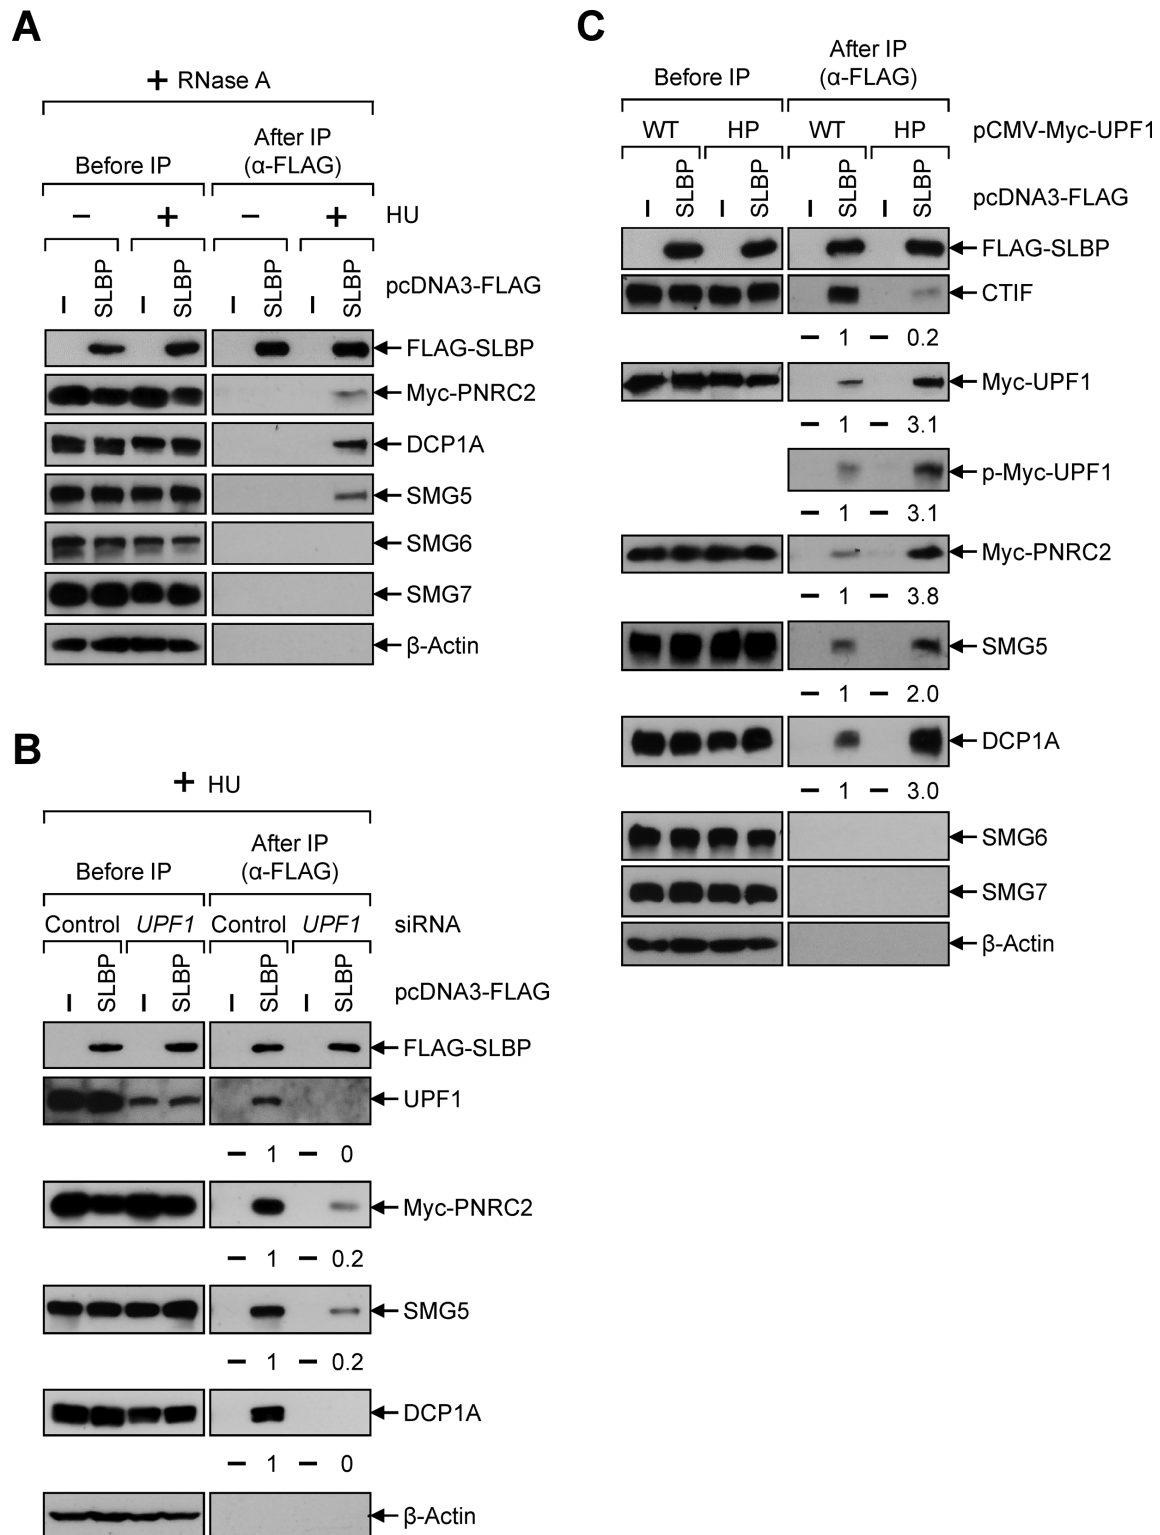 A
+ RNase A
Before IP
After IP
(α-FLAG)
− + − + HU
− SLBP − SLBP − SLBP − SLBP pcDNA3-FLAG
FLAG-SLBP
Myc-PNRC2
DCP1A
SMG5
SMG6
SMG7
β-Actin
B
+ HU
Before IP
After IP
(α-FLAG)
Control UPF1 Control UPF1 siRNA
− SLBP − SLBP − SLBP − SLBP pcDNA3-FLAG
FLAG-SLBP
UPF1
− 1 − 0
Myc-PNRC2
− 1 − 0.2
SMG5
− 1 − 0.2
DCP1A
− 1 − 0
β-Actin
C
Before IP
After IP
(α-FLAG)
WT HP WT HP pCMV-Myc-UPF1
− SLBP − SLBP − SLBP − SLBP pcDNA3-FLAG
FLAG-SLBP
CTIF
− 1 − 0.2
Myc-UPF1
− 1 − 3.1
p-Myc-UPF1
− 1 − 3.1
Myc-PNRC2
− 1 − 3.8
SMG5
− 1 − 2.0
DCP1A
− 1 − 3.0
SMG6
SMG7
β-Actin